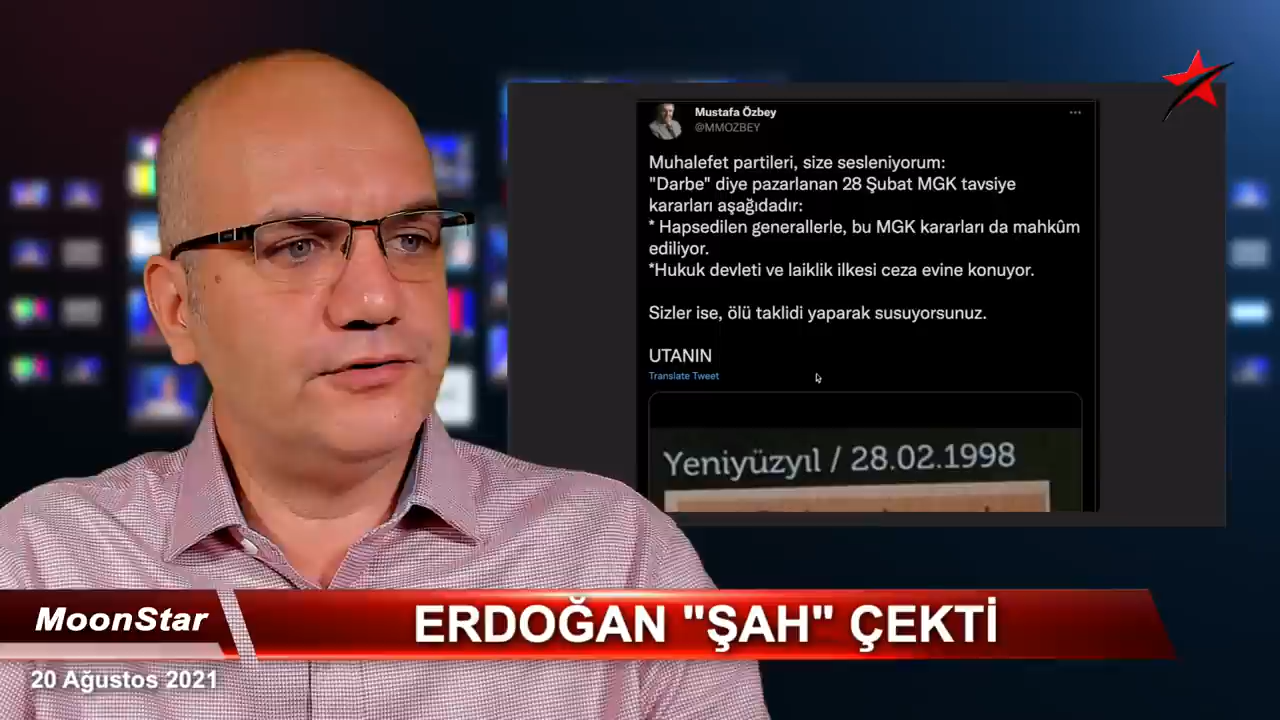 Mustafa Özbey
@MMOZBEY
Muhalefet partileri, size sesleniyorum:
"Darbe" diye pazarlanan 28 Şubat MGK tavsiye
kararları aşağıdadır:
* Hapsedilen generallerle, bu MGK kararları da mahkûm
ediliyor.
*Hukuk devleti ve laiklik ilkesi ceza evine konuyor.
Sizler ise, ölü taklidi yaparak susuyorsunuz.
UTANIN
Translate Tweet
Yeniyüzyıl / 28.02.1998
MoonStar
ERDOĞAN "ŞAH" ÇEKTİ
20 Ağustos 2021